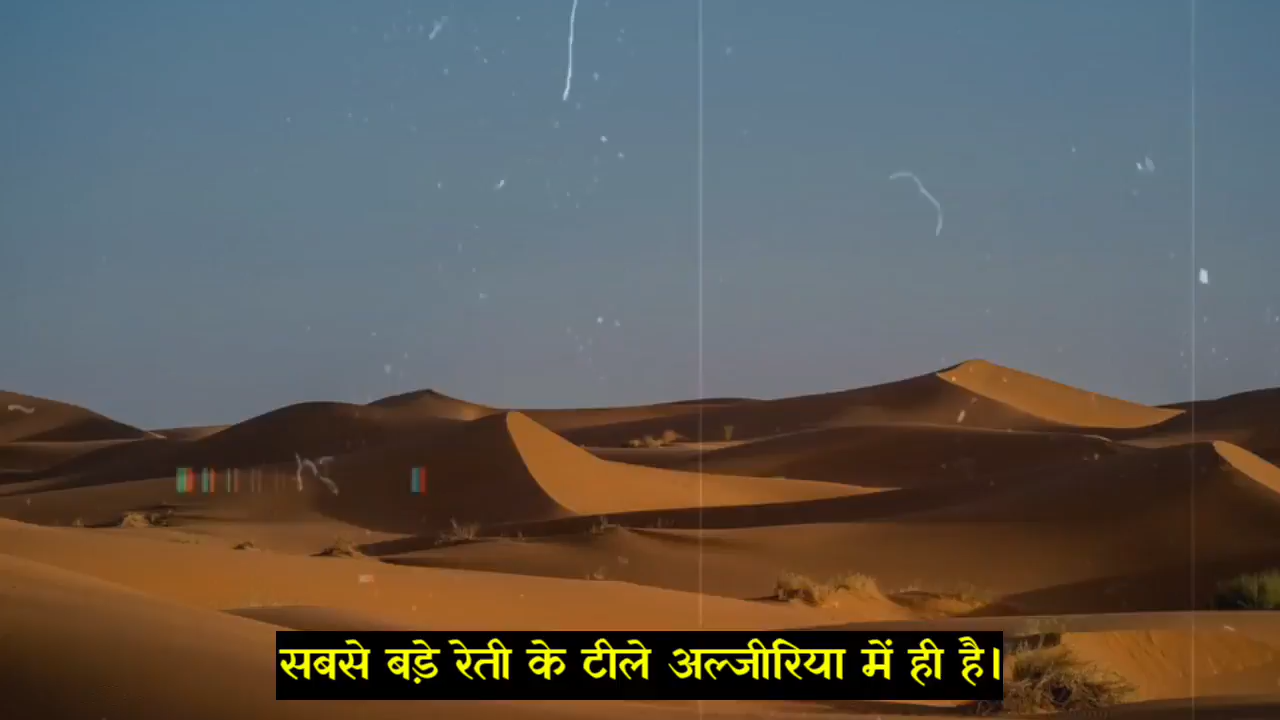 सबसे बड़े रेती के टीले अल्जीरिया में ही है।